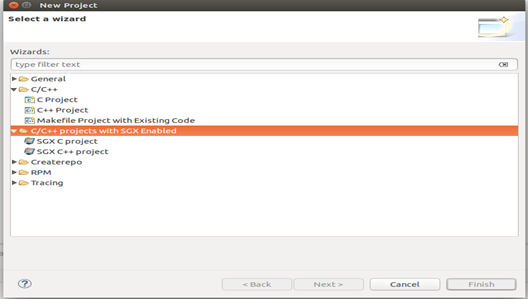 New Project
Select a wizard
Wizards:
type filter text
General
C/C++
C Project
C++ Project
Makefile Project with Existing Code
C/C++ projects with SGX Enabled
SGX C project
SGX C++ project
Createrepo
RPM
Tracing
?
< Back
Next >
Cancel
Finish